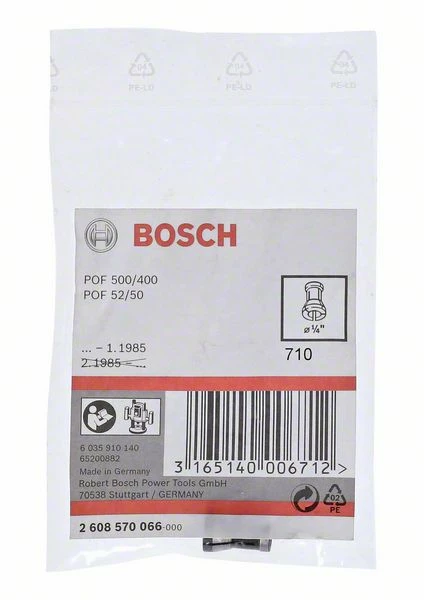 04 04 04
PE-LD PE-LD PE-LD
BOSCH
POF 500/400
POF 52/50
ø ¼"
... – 1.1985
2.1985 – ...
710
6 035 910 140
65200882
Made in Germany
Robert Bosch Power Tools GmbH
70538 Stuttgart / GERMANY
3 165140 006712 >
02
PE
2 608 570 066-000